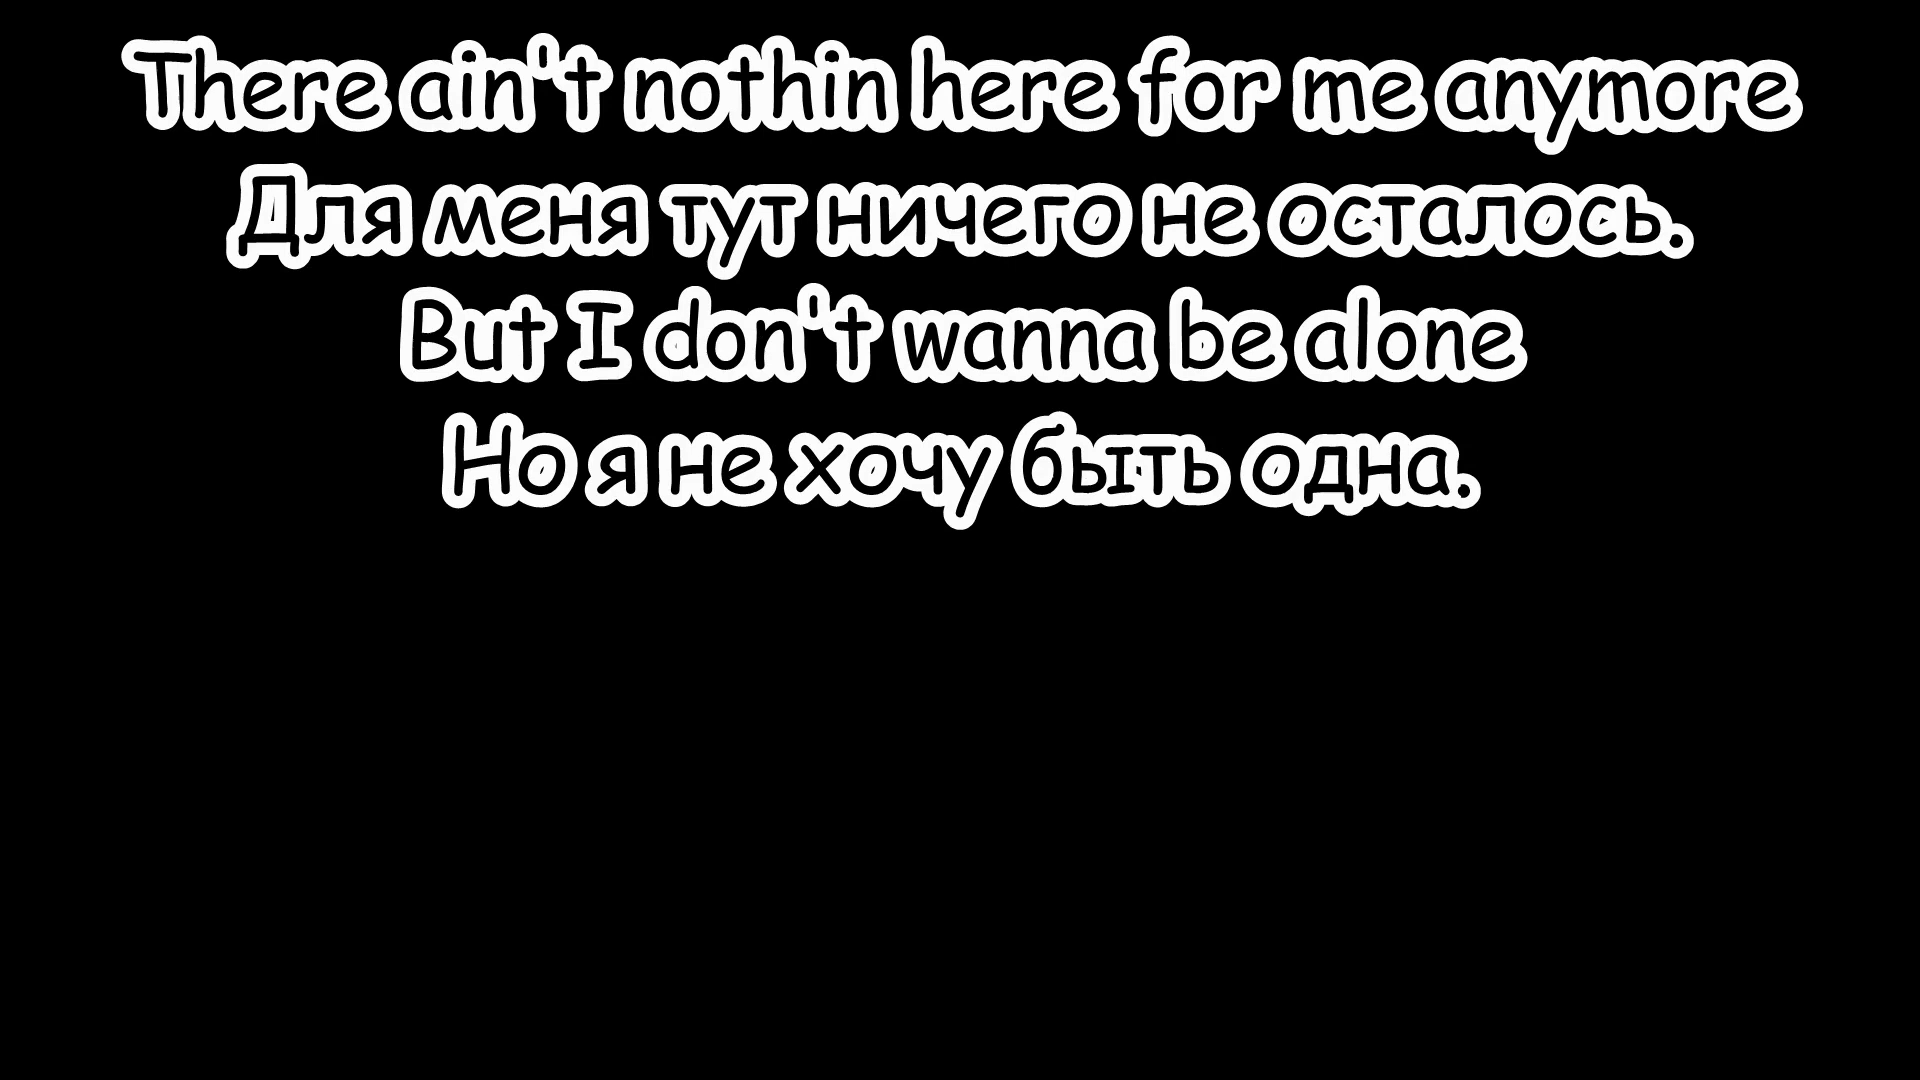 There ain't nothin here for me anymore
Для меня тут ничего не осталось.
But I don't wanna be alone
Но я не хочу быть одна.